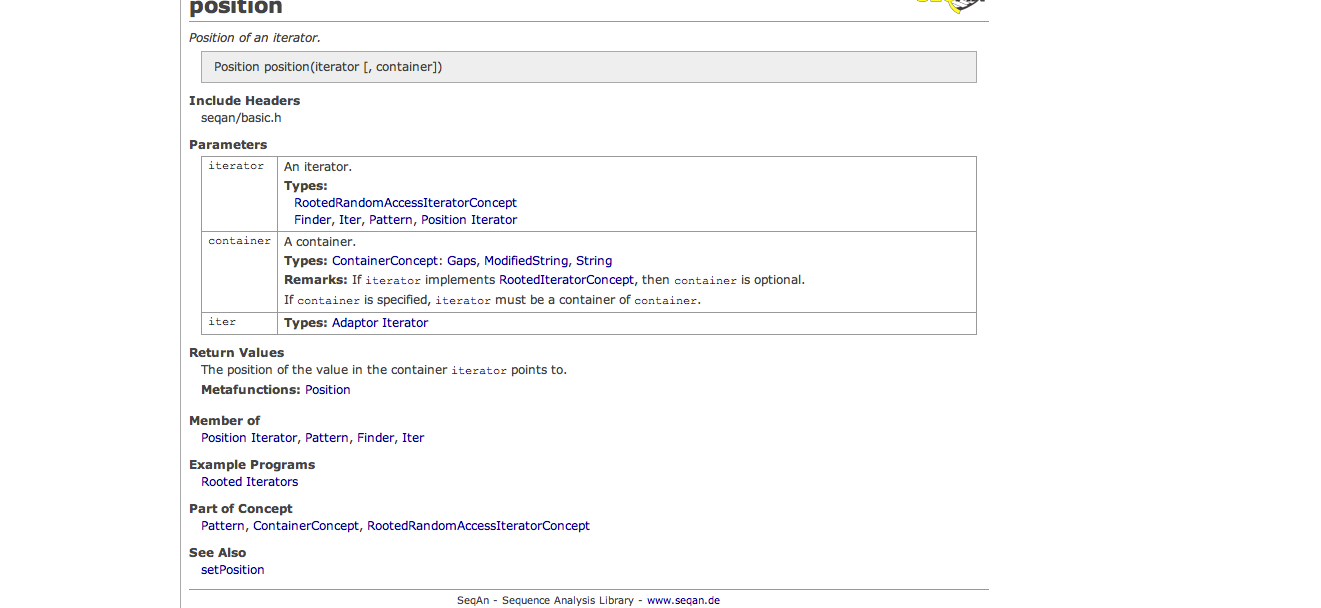 position
Position of an iterator.
Position position(iterator [, container])
Include Headers
seqan/basic.h
Parameters
iterator
An iterator.
Types:
RootedRandomAccessIteratorConcept
Finder, Iter, Pattern, Position Iterator
container
A container.
Types: ContainerConcept: Gaps, ModifiedString, String
Remarks: If iterator implements RootedIteratorConcept, then container is optional.
If container is specified, iterator must be a container of container.
iter
Types: Adaptor Iterator
Return Values
The position of the value in the container iterator points to.
Metafunctions: Position
Member of
Position Iterator, Pattern, Finder, Iter
Example Programs
Rooted Iterators
Part of Concept
Pattern, ContainerConcept, RootedRandomAccessIteratorConcept
See Also
setPosition
SeqAn - Sequence Analysis Library - www.seqan.de